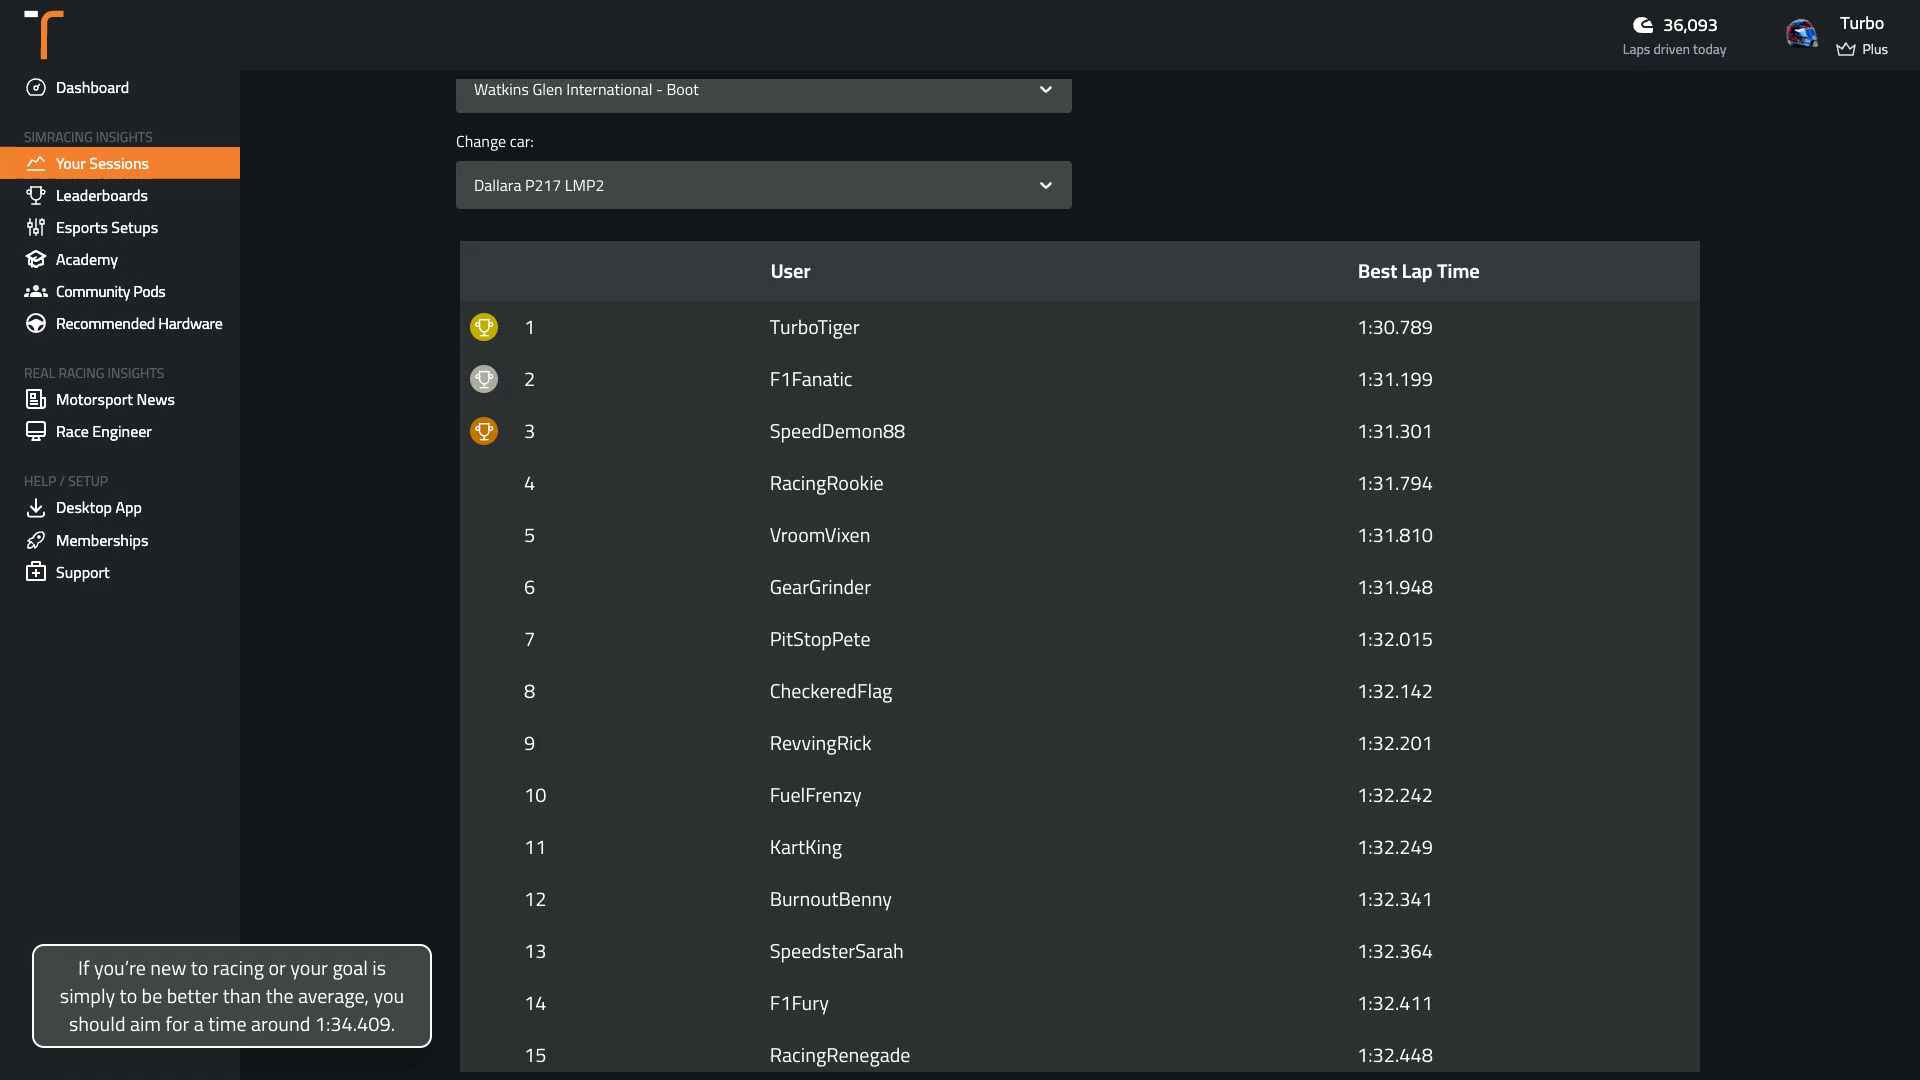 36,093
Laps driven today
Turbo
Plus
Dashboard
SIMRACING INSIGHTS
Your Sessions
Leaderboards
Esports Setups
Academy
Community Pods
Recommended Hardware
REAL RACING INSIGHTS
Motorsport News
Race Engineer
HELP / SETUP
Desktop App
Memberships
Support
Watkins Glen International - Boot
Change car:
Dallara P217 LMP2
User Best Lap Time
1 TurboTiger 1:30.789
2 F1Fanatic 1:31.199
3 SpeedDemon88 1:31.301
4 RacingRookie 1:31.794
5 VroomVixen 1:31.810
6 GearGrinder 1:31.948
7 PitStopPete 1:32.015
8 CheckeredFlag 1:32.142
9 RevvingRick 1:32.201
10 FuelFrenzy 1:32.242
11 KartKing 1:32.249
12 BurnoutBenny 1:32.341
13 SpeedsterSarah 1:32.364
14 F1Fury 1:32.411
15 RacingRenegade 1:32.448
If you’re new to racing or your goal is
simply to be better than the average, you
should aim for a time around 1:34.409.